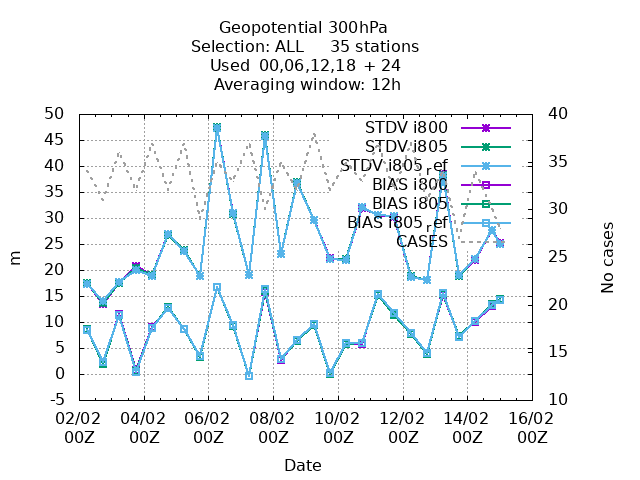 Geopotential 300hPa
Selection: ALL 35 stations
Used 00,06,12,18 + 24
Averaging window: 12h
50
45
40
35
30
25
20
15
10
5
0
-5
m
40
35
30
25
20
15
10
No cases
STDV i800
STDV i805
STDV i805ref
BIAS i800
BIAS i805
BIAS i805ref
CASES
02/02 04/02 06/02 08/02 10/02 12/02 14/02 16/02
00Z 00Z 00Z 00Z 00Z 00Z 00Z 00Z
Date